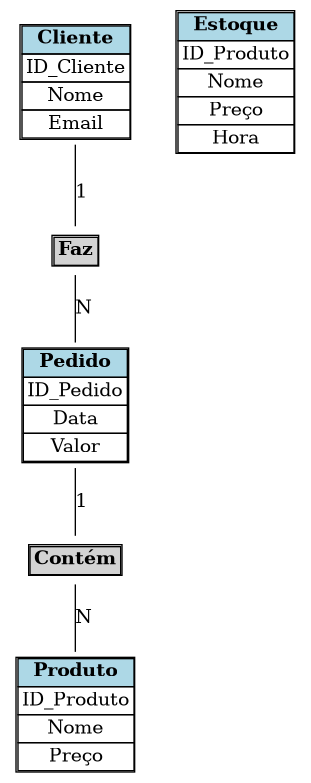 Cliente
ID_Cliente
Nome
Email
Estoque
ID_Produto
Nome
Preço
Hora
1
Faz
N
Pedido
ID_Pedido
Data
Valor
1
Contém
N
Produto
ID_Produto
Nome
Preço